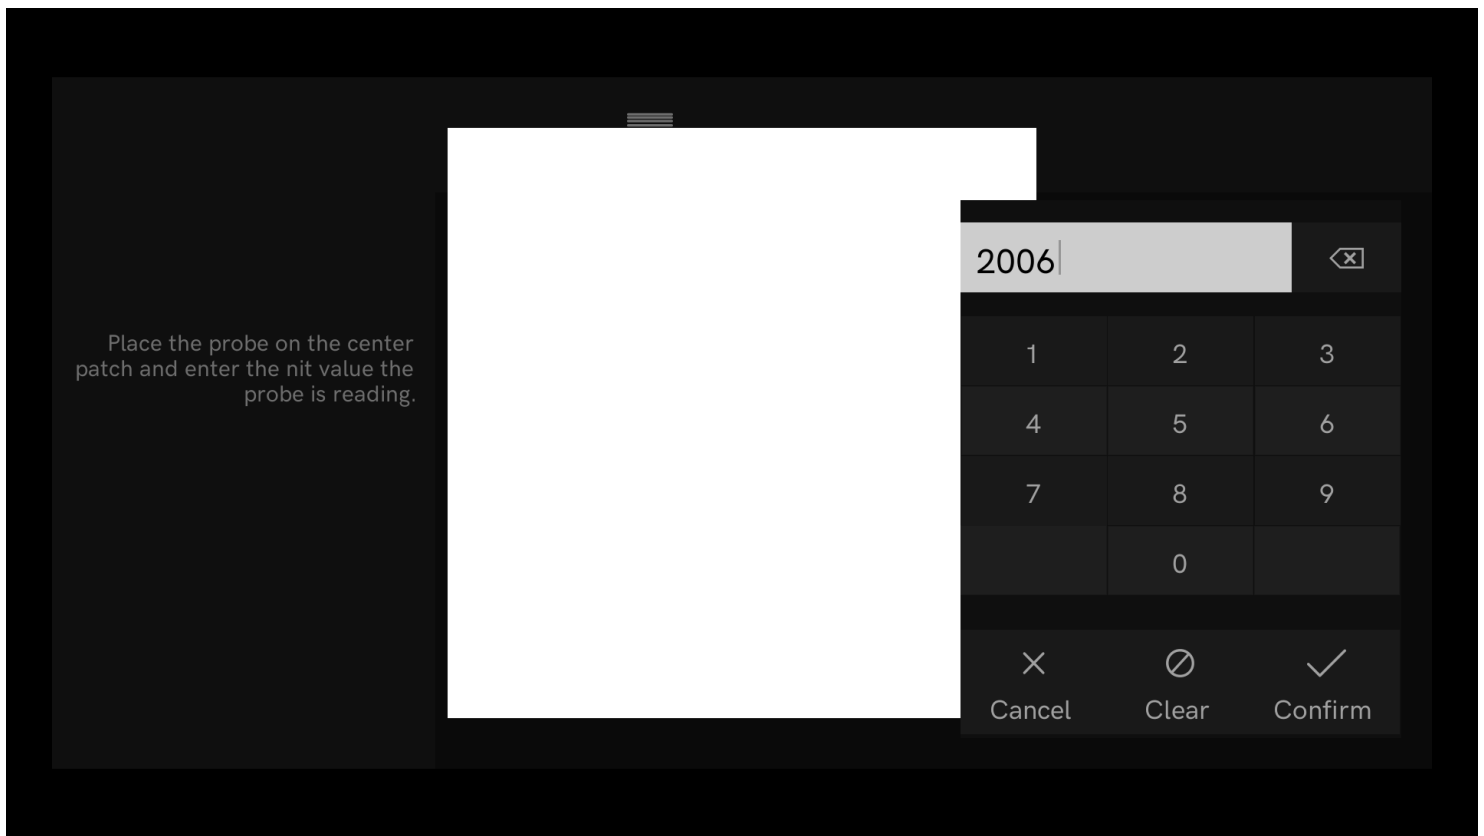 Place the probe on the center
patch and enter the nit value the
probe is reading.
2006
1 2 3
4 5 6
7 8 9
0
Cancel Clear Confirm